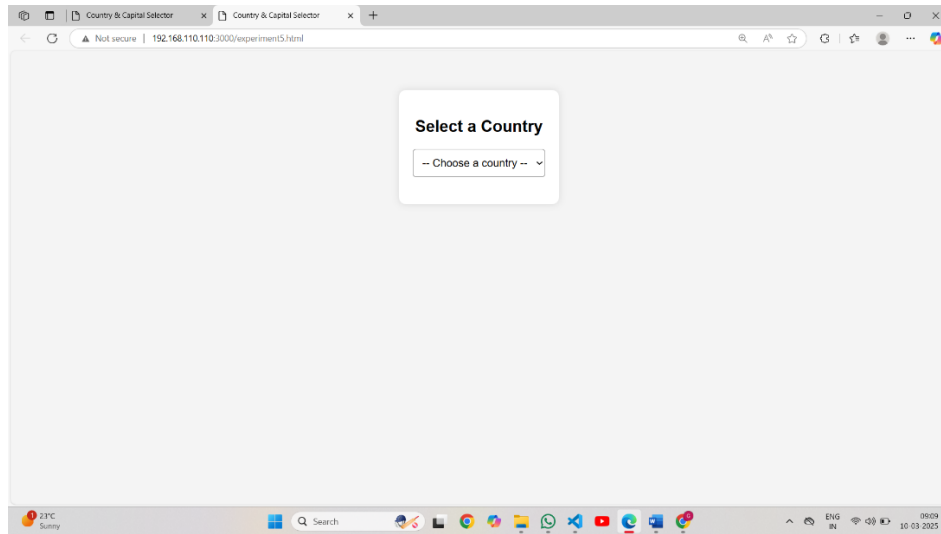 Country & Capital Selector
Country & Capital Selector
Not secure | 192.168.110.110:3000/experiment5.html
Select a Country
-- Choose a country --
1
23°C
Sunny
Search
ENG
IN
09:09
10-03-2025